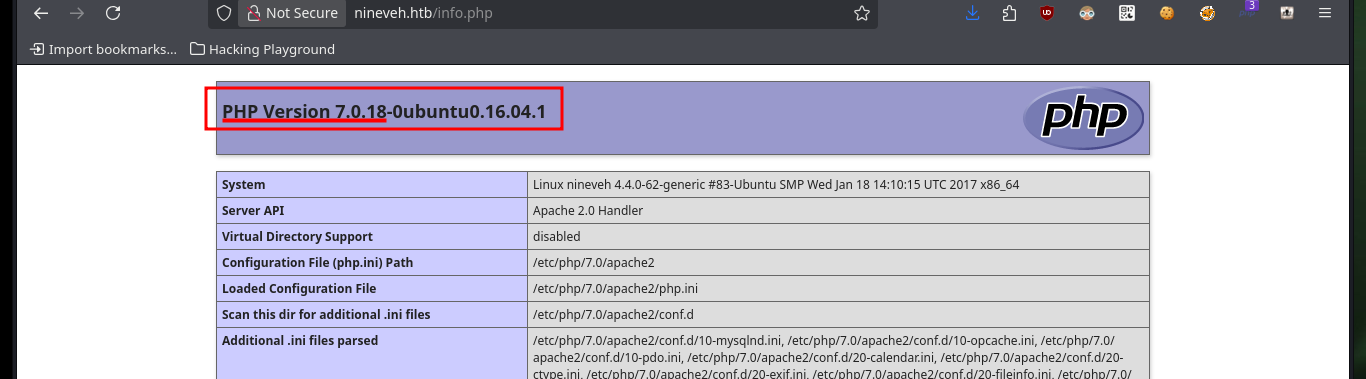 Not Secure nineveh.htb/info.php
3
Import bookmarks... Hacking Playground
PHP Version 7.0.18-0ubuntu0.16.04.1
php
System Linux nineveh 4.4.0-62-generic #83-Ubuntu SMP Wed Jan 18 14:10:15 UTC 2017 x86_64
Server API Apache 2.0 Handler
Virtual Directory Support disabled
Configuration File (php.ini) Path /etc/php/7.0/apache2
Loaded Configuration File /etc/php/7.0/apache2/php.ini
Scan this dir for additional .ini files /etc/php/7.0/apache2/conf.d
Additional .ini files parsed /etc/php/7.0/apache2/conf.d/10-mysqlnd.ini, /etc/php/7.0/apache2/conf.d/10-opcache.ini, /etc/php/7.0/
apache2/conf.d/10-pdo.ini, /etc/php/7.0/apache2/conf.d/20-calendar.ini, /etc/php/7.0/apache2/conf.d/20-
ctype.ini, /etc/php/7.0/apache2/conf.d/20-exif.ini, /etc/php/7.0/apache2/conf.d/20-fileinfo.ini, /etc/php/7.0/